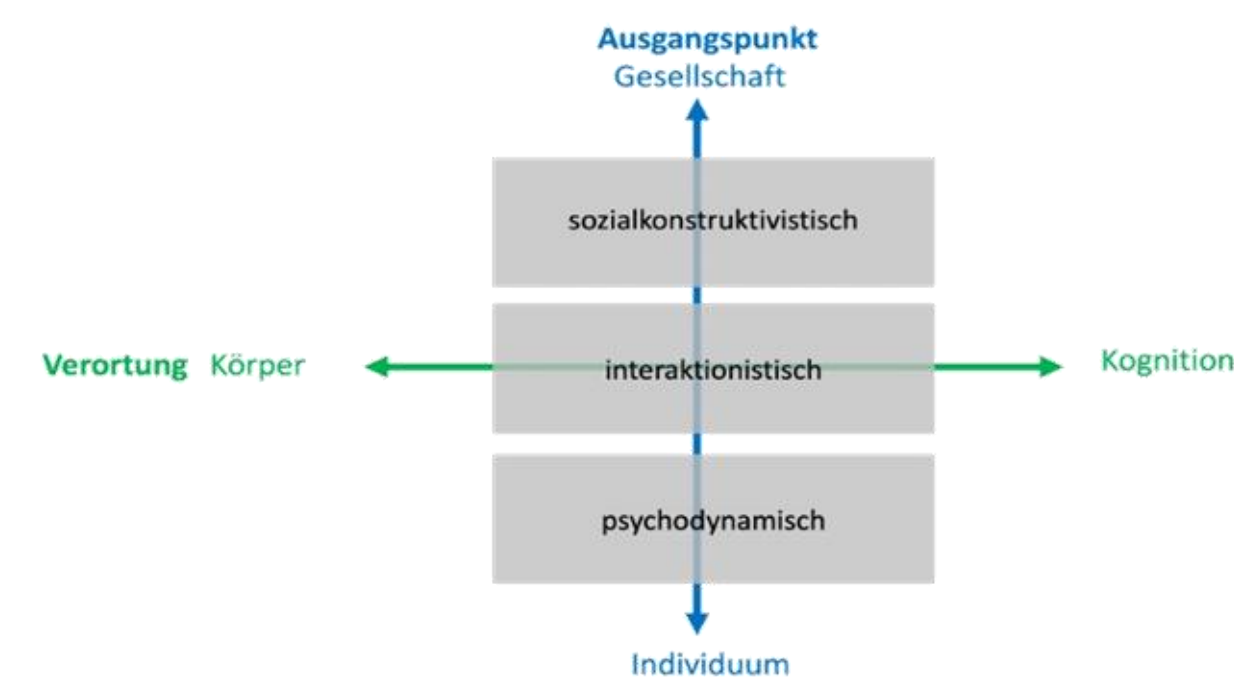 Ausgangspunkt
Gesellschaft
sozialkonstruktivistisch
Verortung Körper
interaktionistisch
Kognition
psychodynamisch
Individuum